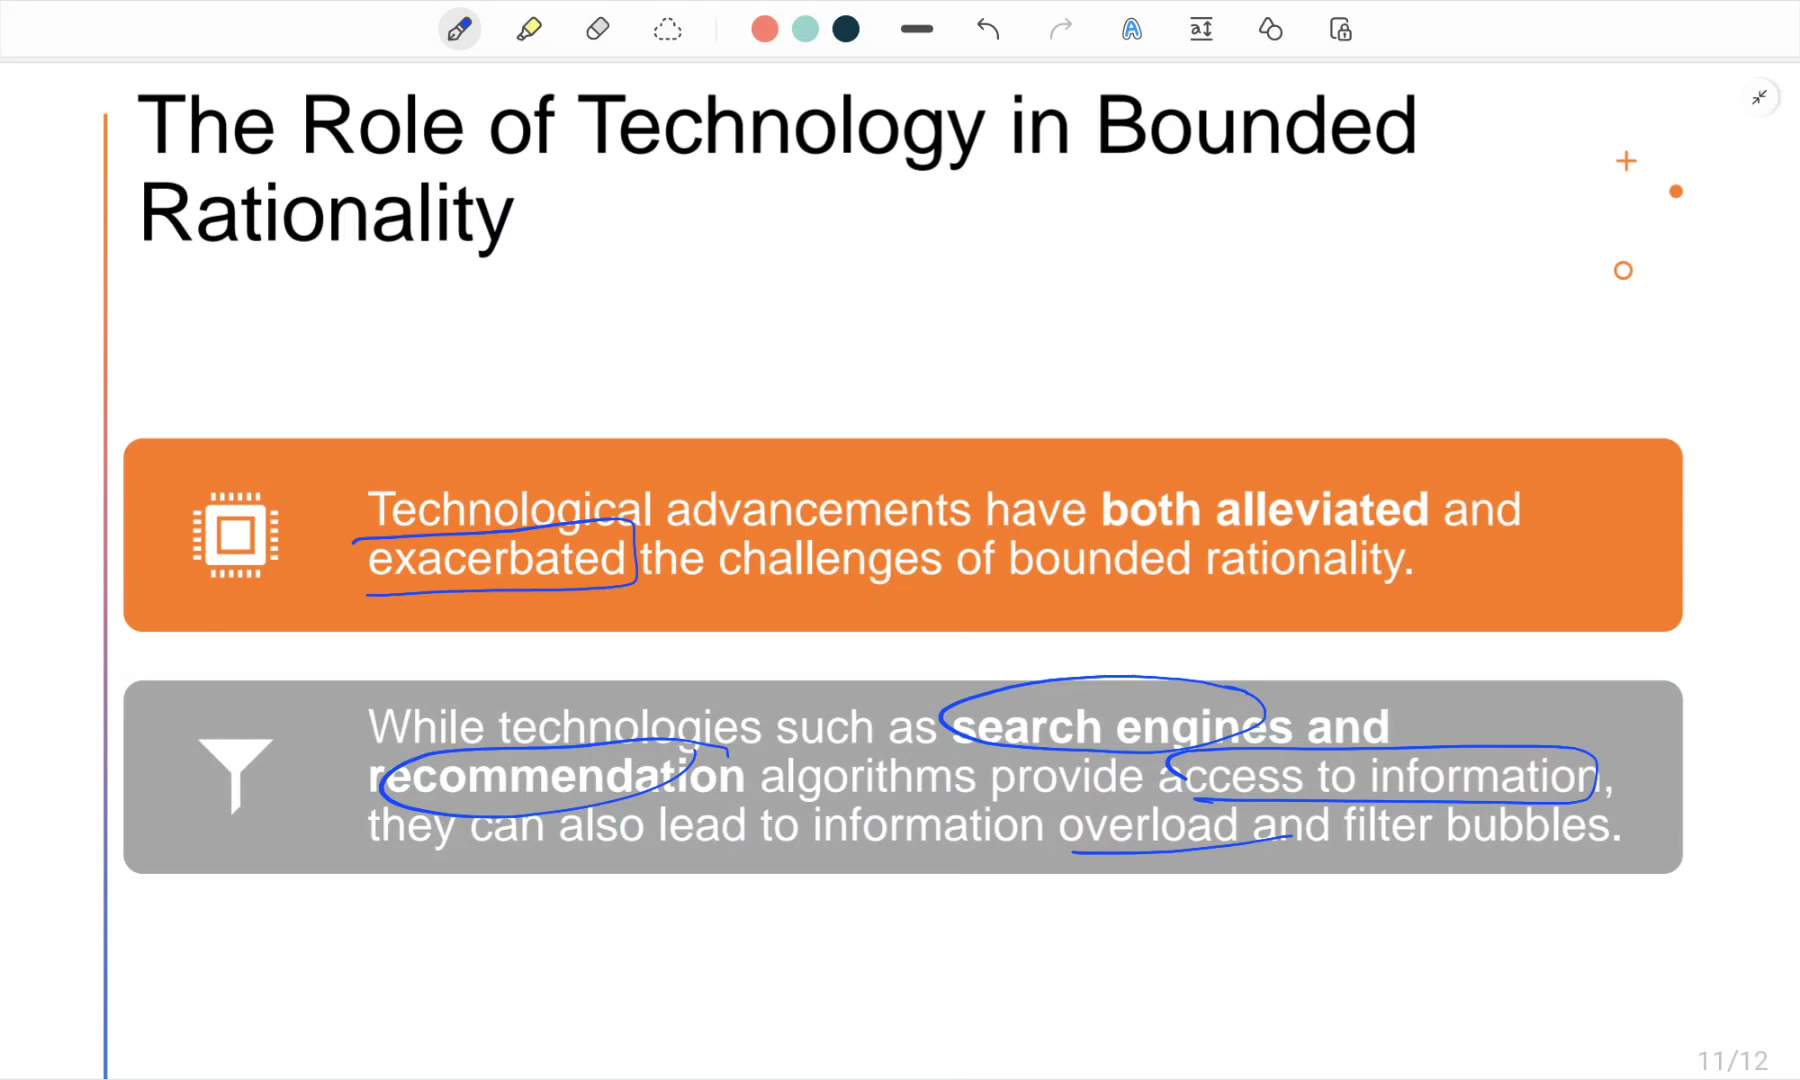 The Role of Technology in Bounded
Rationality
Technological advancements have both alleviated and
exacerbated the challenges of bounded rationality.
While technologies such as search engines and
recommendation algorithms provide access to information,
they can also lead to information overload and filter bubbles.
11/12